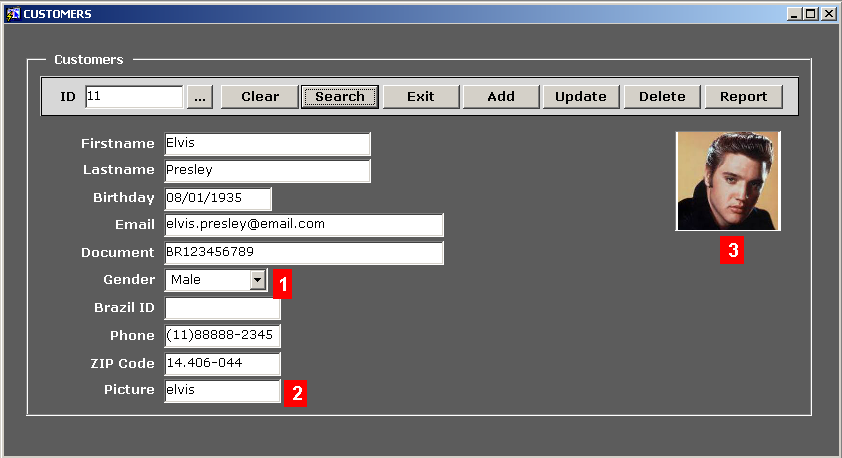 CUSTOMERS
Customers
ID 11 ... Clear Search Exit Add Update Delete Report
Firstname Elvis
Lastname Presley
Birthday 08/01/1935
Email elvis.presley@email.com
Document BR123456789
3
Gender Male 1
Brazil ID
Phone (11)88888-2345
ZIP Code 14.406-044
Picture elvis 2